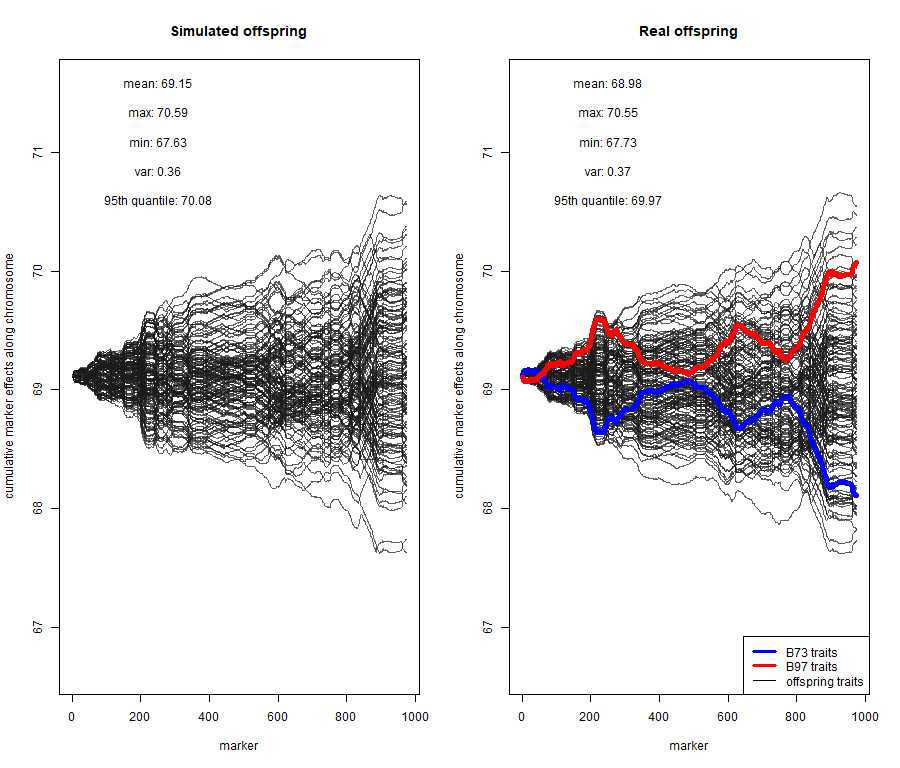 Simulated offspring
mean: 69.15
max: 70.59
min: 67.63
var: 0.36
95th quantile: 70.08
cumulative marker effects along chromosome
71
70
69
68
67
0 200 400 600 800 1000
marker
Real offspring
mean: 68.98
max: 70.55
min: 67.73
var: 0.37
95th quantile: 69.97
cumulative marker effects along chromosome
71
70
69
68
67
B73 traits
B97 traits
offspring traits
0 200 400 600 800 1000
marker